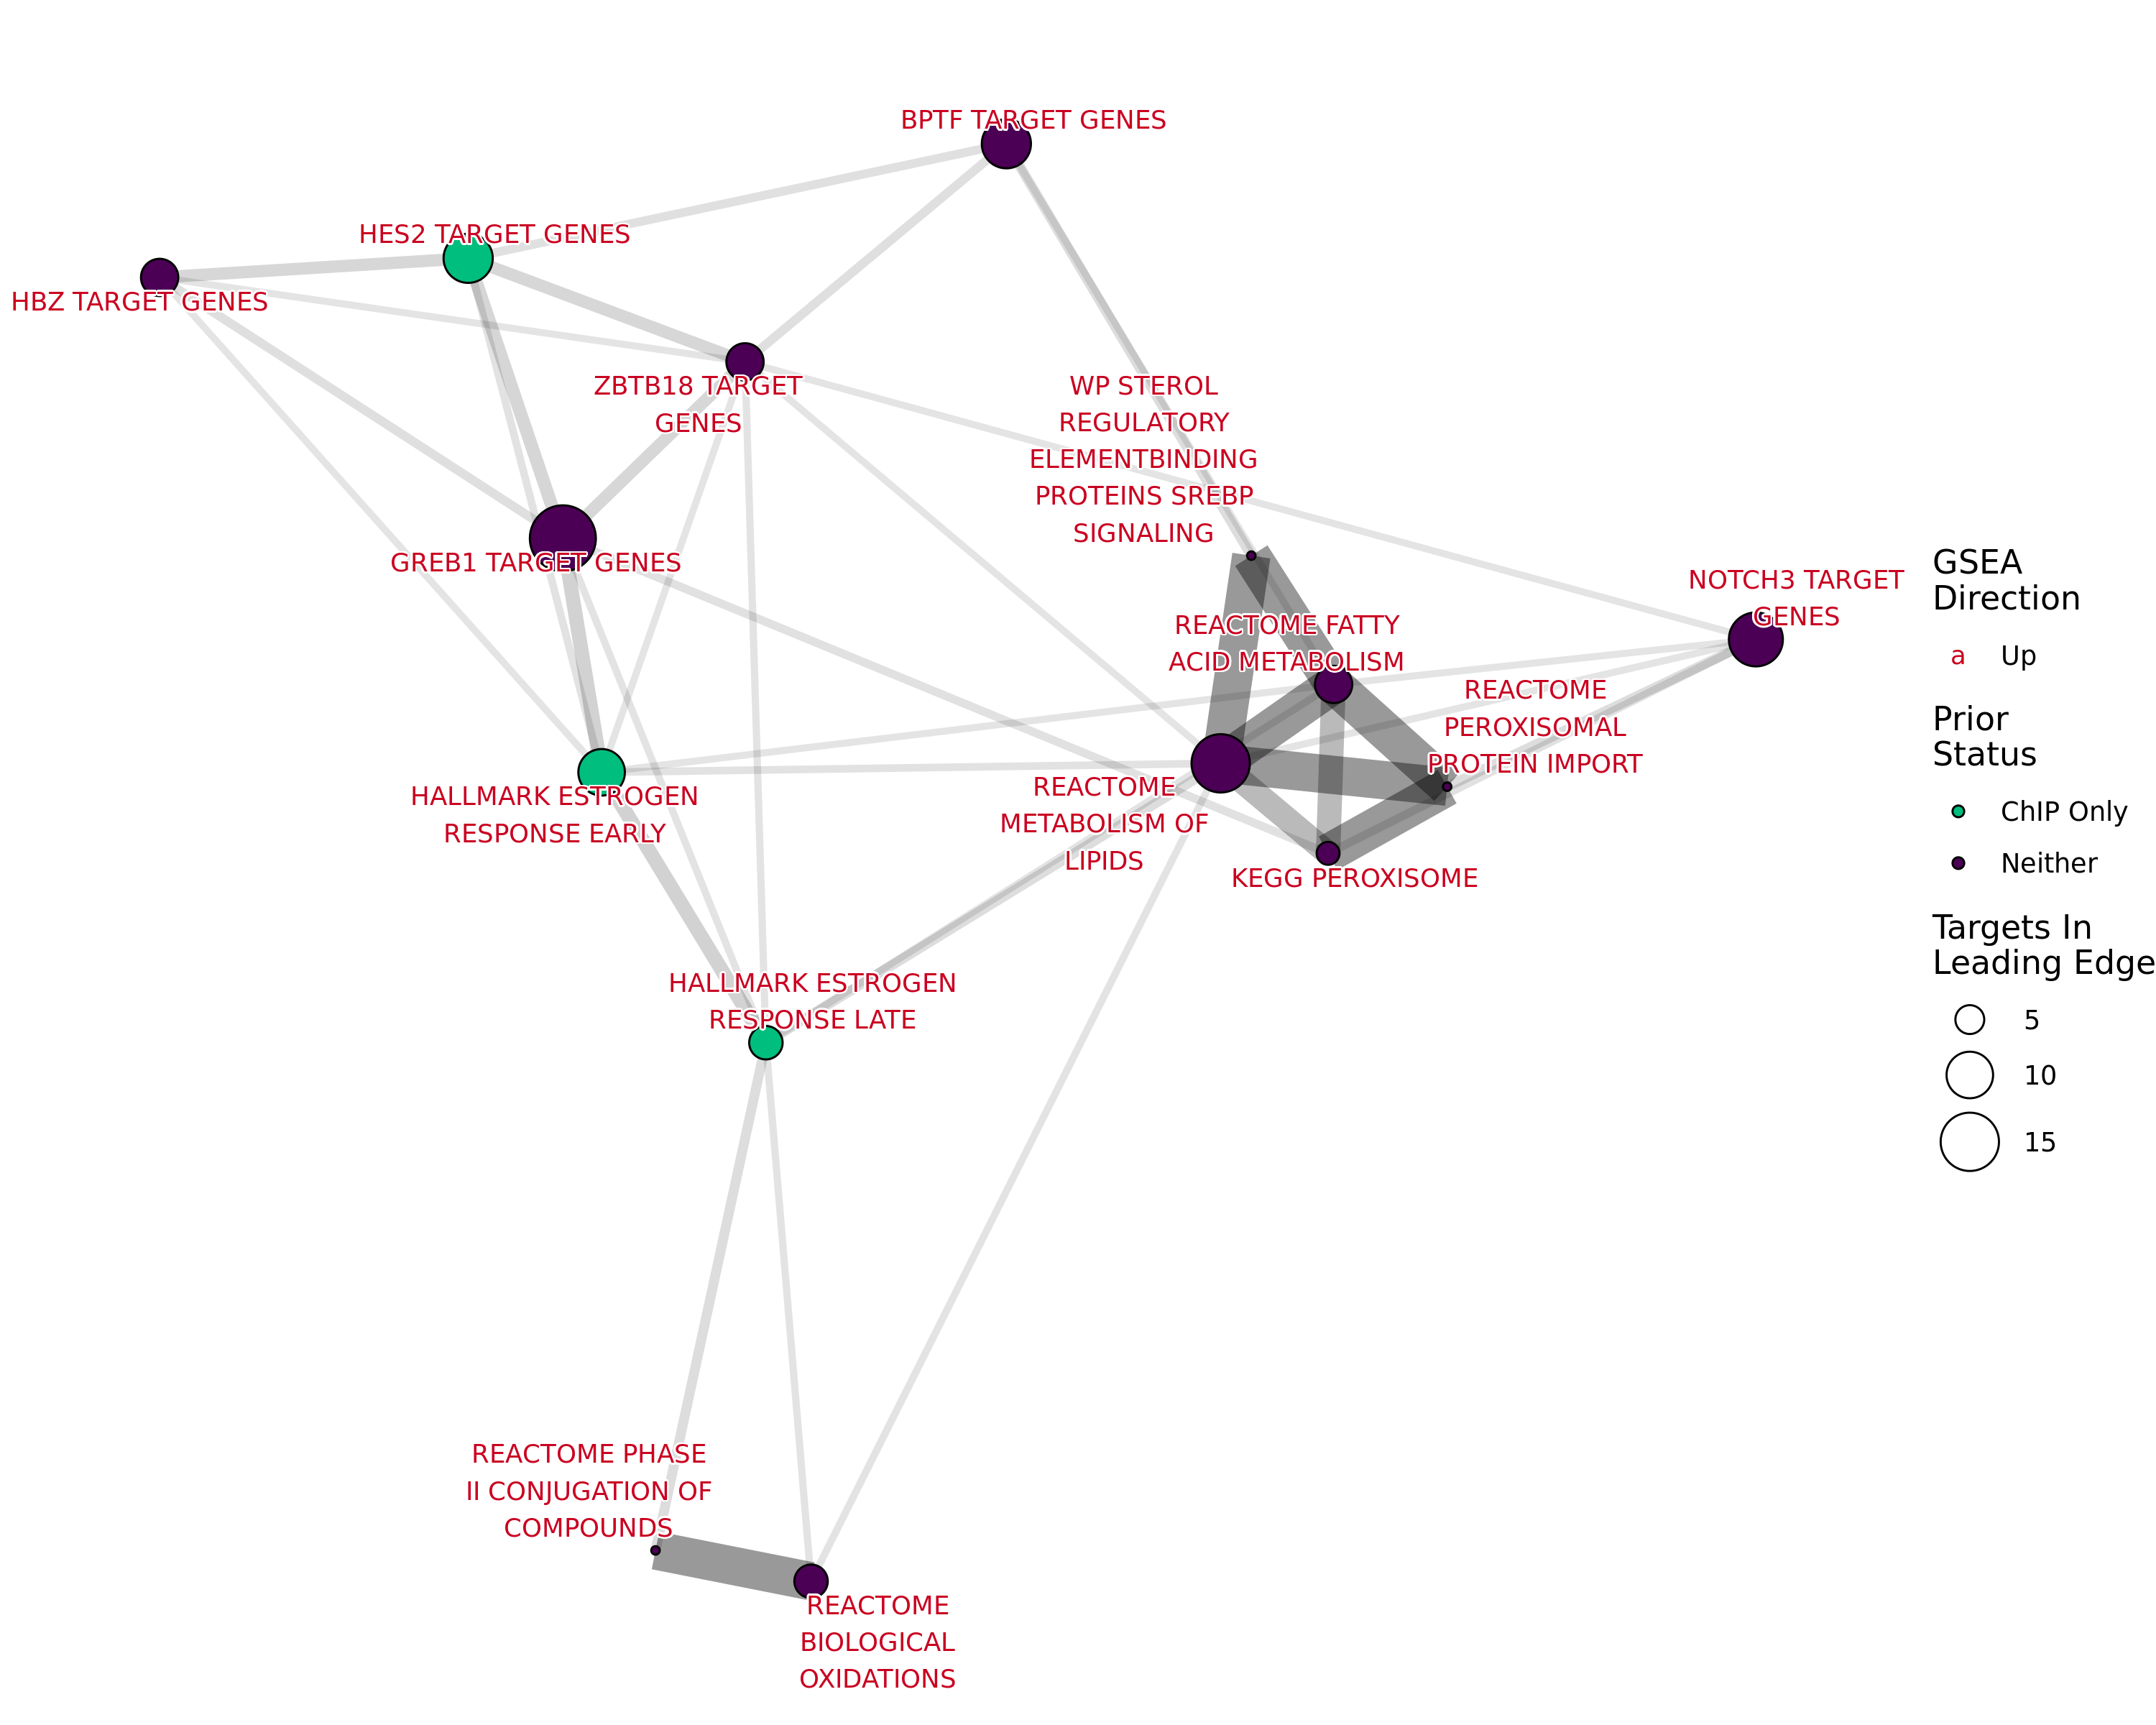 BPTF TARGET GENES
HES2 TARGET GENES
HBZ TARGET GENES
ZBTB18 TARGET
GENES
WP STEROL
REGULATORY
ELEMENTBINDING
PROTEINS SREBP
SIGNALING
GREB1 TARGET GENES
NOTCH3 TARGET
GENES
REACTOME FATTY
ACID METABOLISM
REACTOME
PEROXISOMAL
PROTEIN IMPORT
HALLMARK ESTROGEN
RESPONSE EARLY
REACTOME
METABOLISM OF
LIPIDS
KEGG PEROXISOME
HALLMARK ESTROGEN
RESPONSE LATE
REACTOME PHASE
II CONJUGATION OF
COMPOUNDS
REACTOME
BIOLOGICAL
OXIDATIONS
GSEA
Direction
a Up
Prior
Status
ChIP Only
Neither
Targets In
Leading Edge
5
10
15